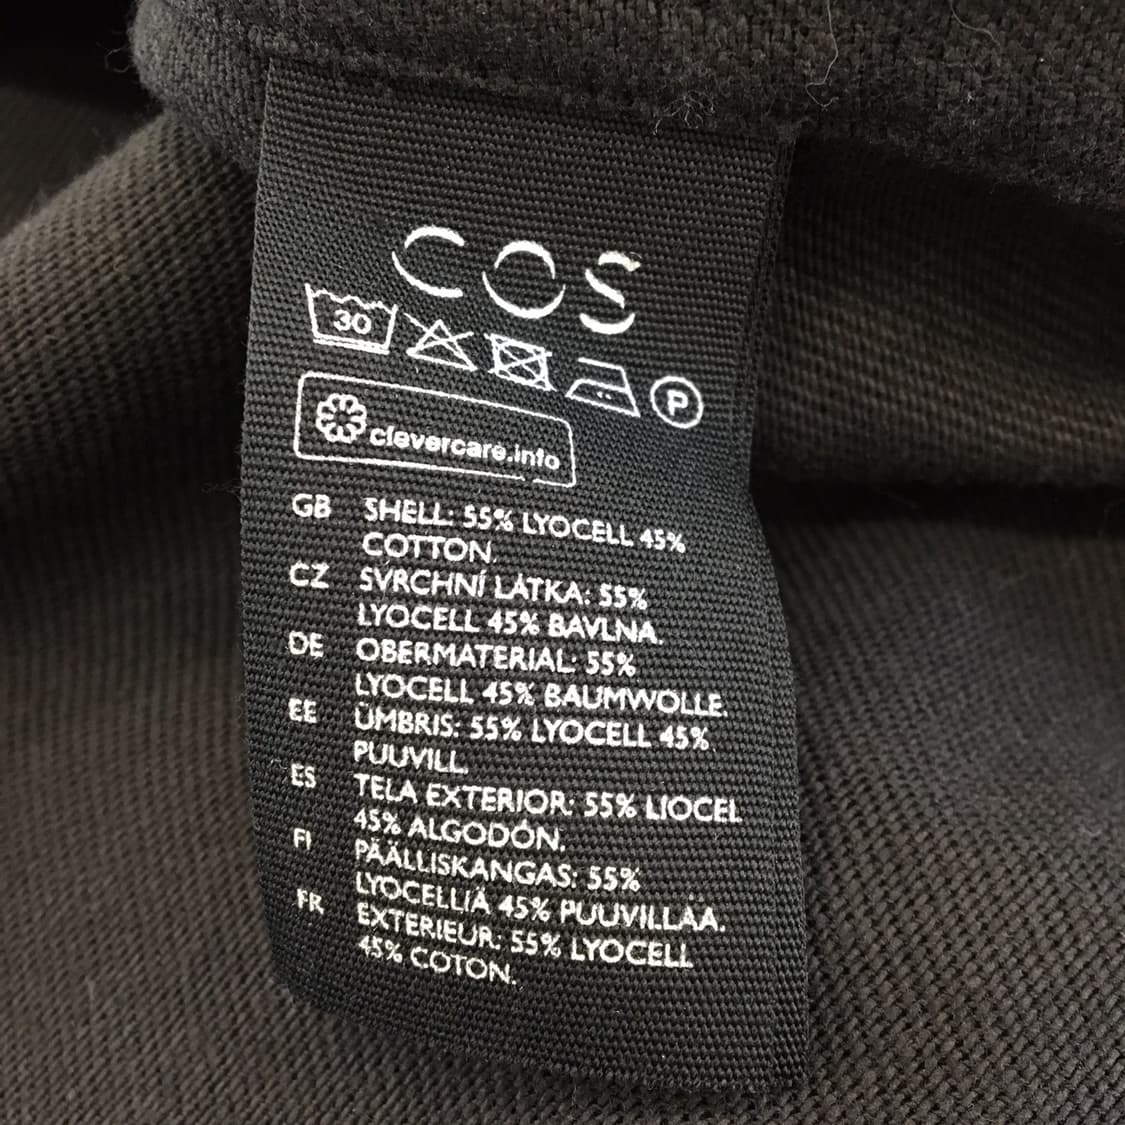 COS
30
P
clevercare.info
GB SHELL: 55% LYOCELL 45%
COTTON.
CZ SVRCHNÍ LÁTKA: 55%
LYOCELL 45% BAVLNA.
DE OBERMATERIAL: 55%
LYOCELL 45% BAUMWOLLE.
EE ÜMBRIS: 55% LYOCELL 45%
PUUVILL.
ES TELA EXTERIOR: 55% LIOCEL
45% ALGODÓN.
FI PÄÄLLISKANGAS: 55%
LYOCELLIÄ 45% PUUVILLAA.
FR EXTERIEUR: 55% LYOCELL
45% COTON.